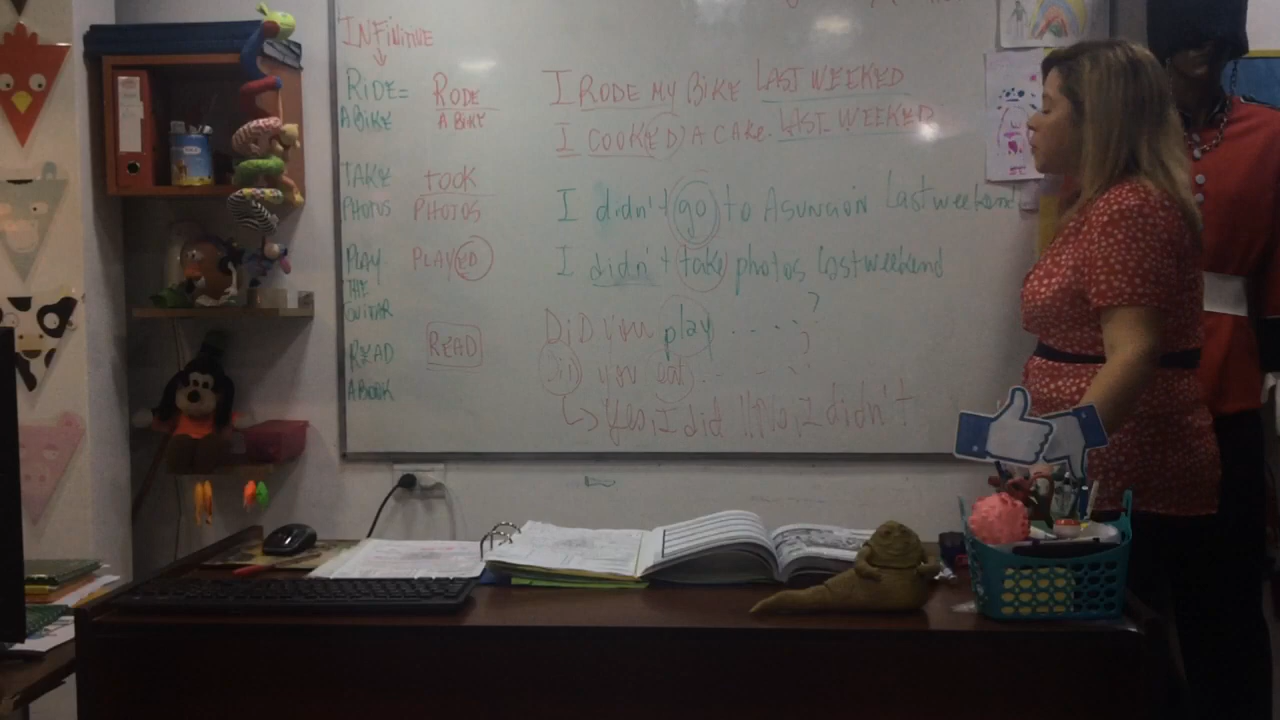 INFINITIVE
RIDE=
A BIKE
RODE
A BIKE
TAKE
PHOTOS
TOOK
PHOTOS
PLAY
THE
GUITAR
PLAYED
READ
A BOOK
READ
I RODE MY BIKE LAST WEEKED
I COOKED A CAKE. LAST WEEKED
I didn't go to ASUNCION Last weekend
I didn't take photos last weekend
DiD you play . . . . ?
Did you eat . . . . ?
Yes, I did // No, I didn't